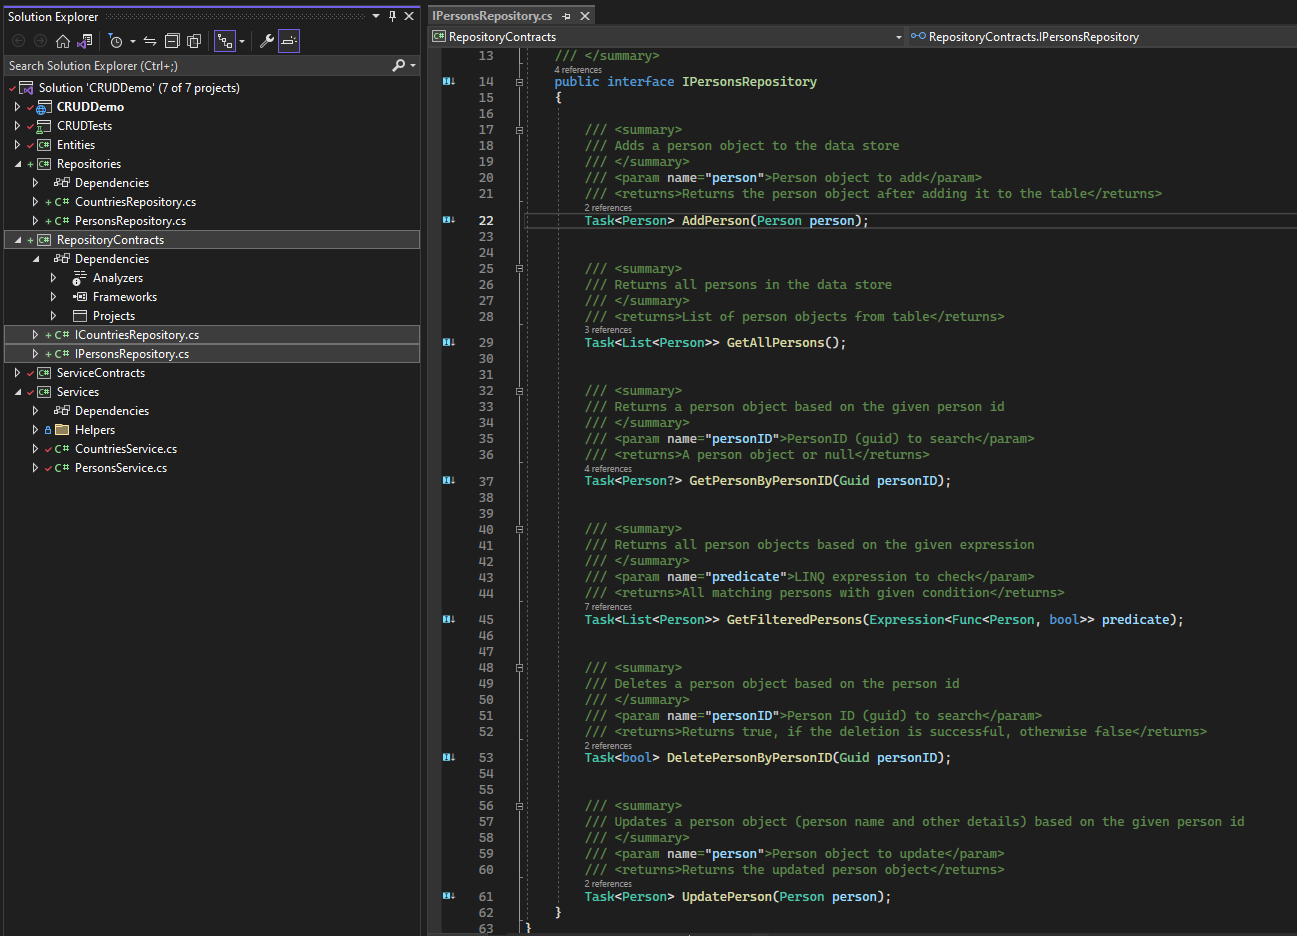 Solution Explorer
Search Solution Explorer (Ctrl+;)
Solution 'CRUDDemo' (7 of 7 projects)
CRUDDemo
CRUDTests
Entities
Repositories
Dependencies
CountriesRepository.cs
PersonsRepository.cs
RepositoryContracts
Dependencies
Analyzers
Frameworks
Projects
ICountriesRepository.cs
IPersonsRepository.cs
ServiceContracts
Services
Dependencies
Helpers
CountriesService.cs
PersonsService.cs
IPersonsRepository.cs
RepositoryContracts
RepositoryContracts.IPersonsRepository
13 /// </summary>
4 references
14 public interface IPersonsRepository
15 {
16
17 /// <summary>
18 /// Adds a person object to the data store
19 /// </summary>
20 /// <param name="person">Person object to add</param>
21 /// <returns>Returns the person object after adding it to the table</returns>
2 references
22 Task<Person> AddPerson(Person person);
23
24
25 /// <summary>
26 /// Returns all persons in the data store
27 /// </summary>
28 /// <returns>List of person objects from table</returns>
3 references
29 Task<List<Person>> GetAllPersons();
30
31
32 /// <summary>
33 /// Returns a person object based on the given person id
34 /// </summary>
35 /// <param name="personID">PersonID (guid) to search</param>
36 /// <returns>A person object or null</returns>
4 references
37 Task<Person?> GetPersonByPersonID(Guid personID);
38
39
40 /// <summary>
41 /// Returns all person objects based on the given expression
42 /// </summary>
43 /// <param name="predicate">LINQ expression to check</param>
44 /// <returns>All matching persons with given condition</returns>
7 references
45 Task<List<Person>> GetFilteredPersons(Expression<Func<Person, bool>> predicate);
46
47
48 /// <summary>
49 /// Deletes a person object based on the person id
50 /// </summary>
51 /// <param name="personID">Person ID (guid) to search</param>
52 /// <returns>Returns true, if the deletion is successful, otherwise false</returns>
2 references
53 Task<bool> DeletePersonByPersonID(Guid personID);
54
55
56 /// <summary>
57 /// Updates a person object (person name and other details) based on the given person id
58 /// </summary>
59 /// <param name="person">Person object to update</param>
60 /// <returns>Returns the updated person object</returns>
2 references
61 Task<Person> UpdatePerson(Person person);
62 }
63 }